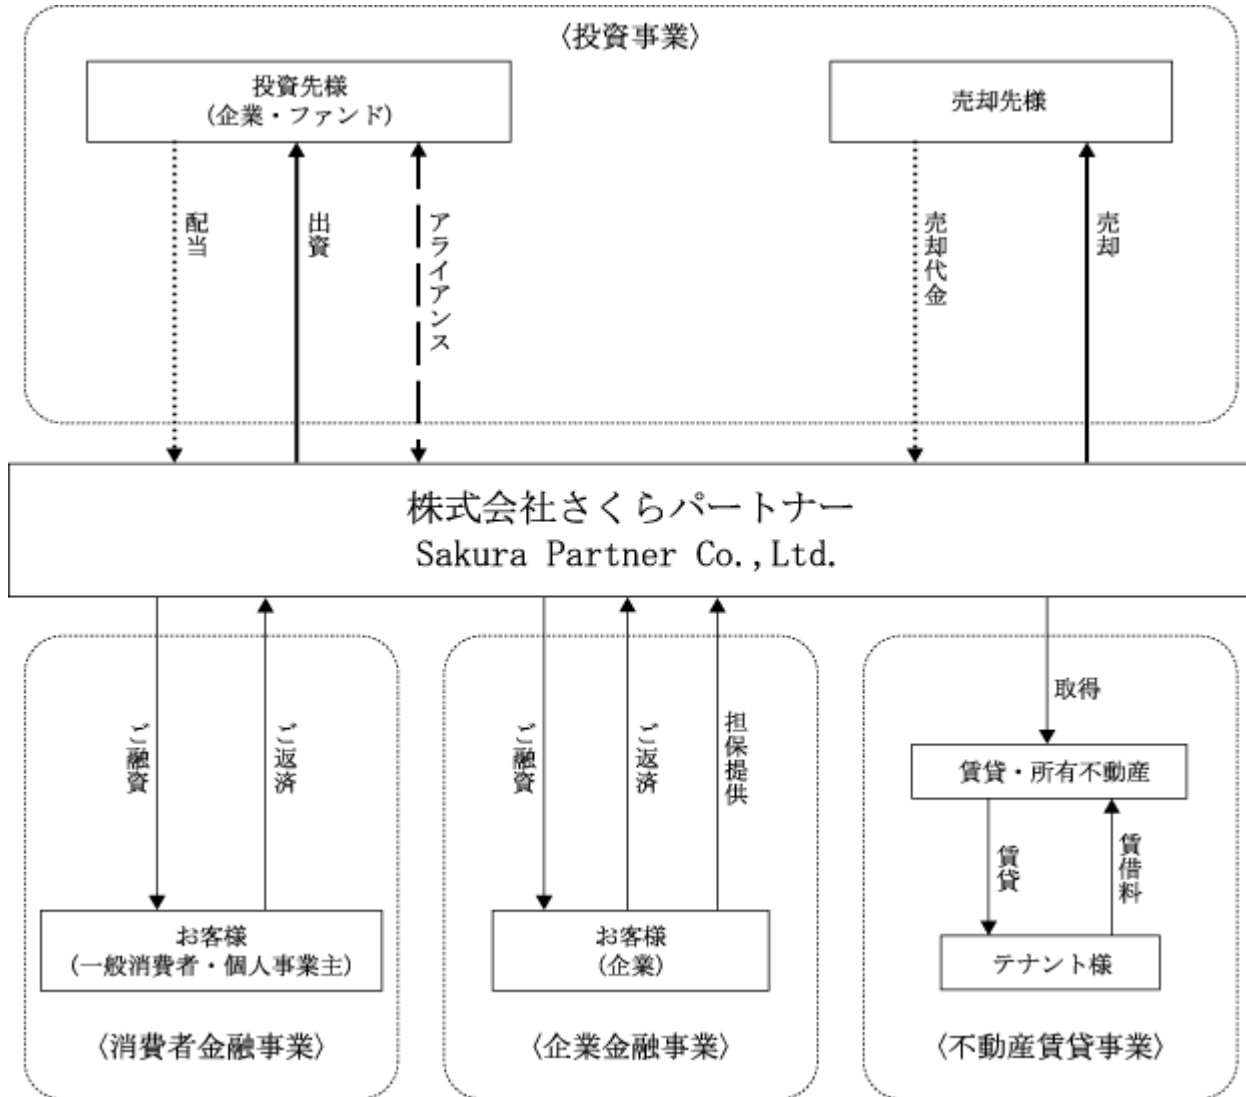 〈投資事業〉
投資先様
(企業・ファンド)
売却先様
配当
出資
アライアンス
売却代金
売却
株式会社さくらパートナー
Sakura Partner Co.,Ltd.
ご融資
ご返済
ご融資
ご返済
担保提供
取得
賃貸・所有不動産
賃貸
賃借料
お客様
(一般消費者・個人事業主)
お客様
(企業)
テナント様
〈消費者金融事業〉
〈企業金融事業〉
〈不動産賃貸事業〉